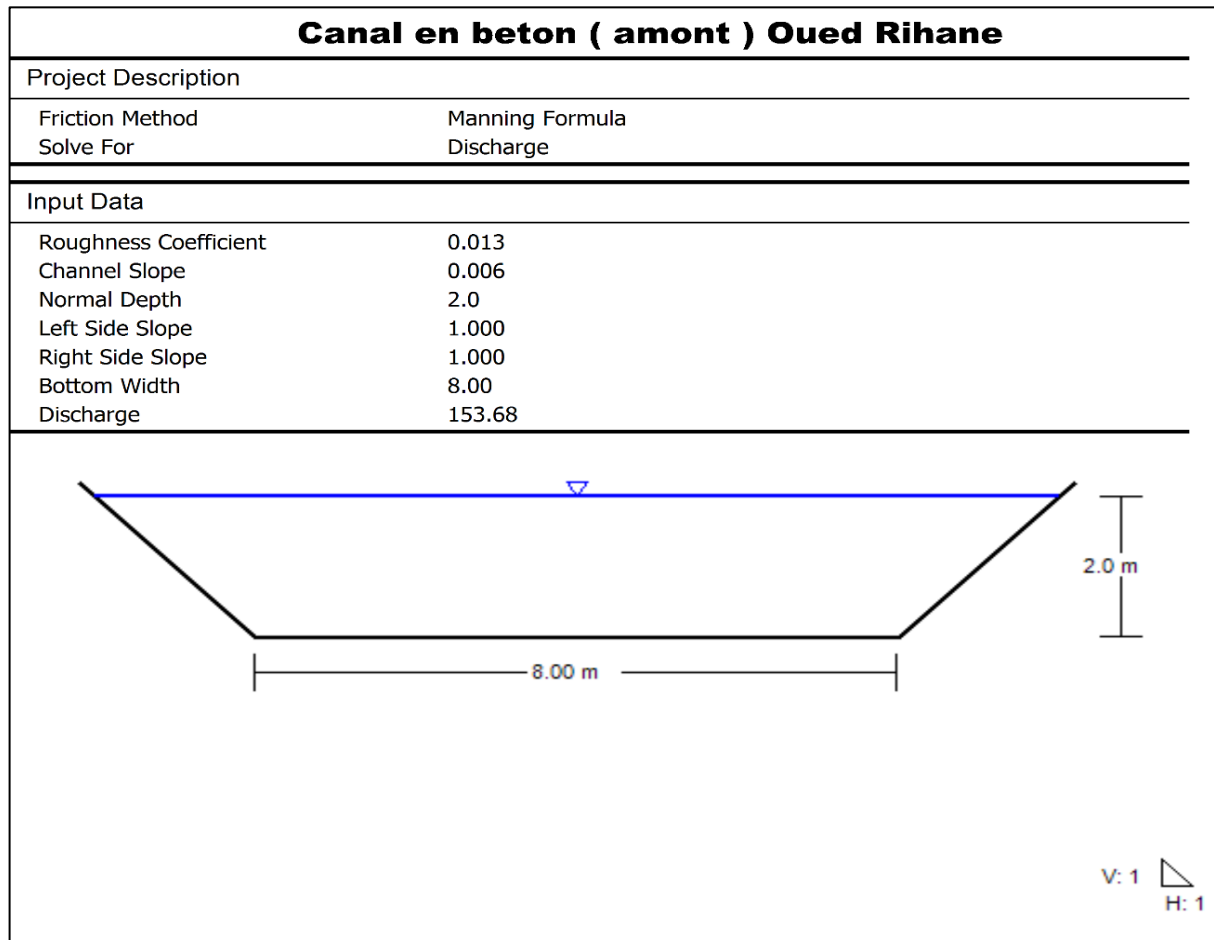 Canal en beton ( amont ) Oued Rihane
Project Description
Friction Method Manning Formula
Solve For Discharge
Input Data
Roughness Coefficient 0.013
Channel Slope 0.006
Normal Depth 2.0
Left Side Slope 1.000
Right Side Slope 1.000
Bottom Width 8.00
Discharge 153.68
2.0 m
8.00 m
V: 1
H: 1